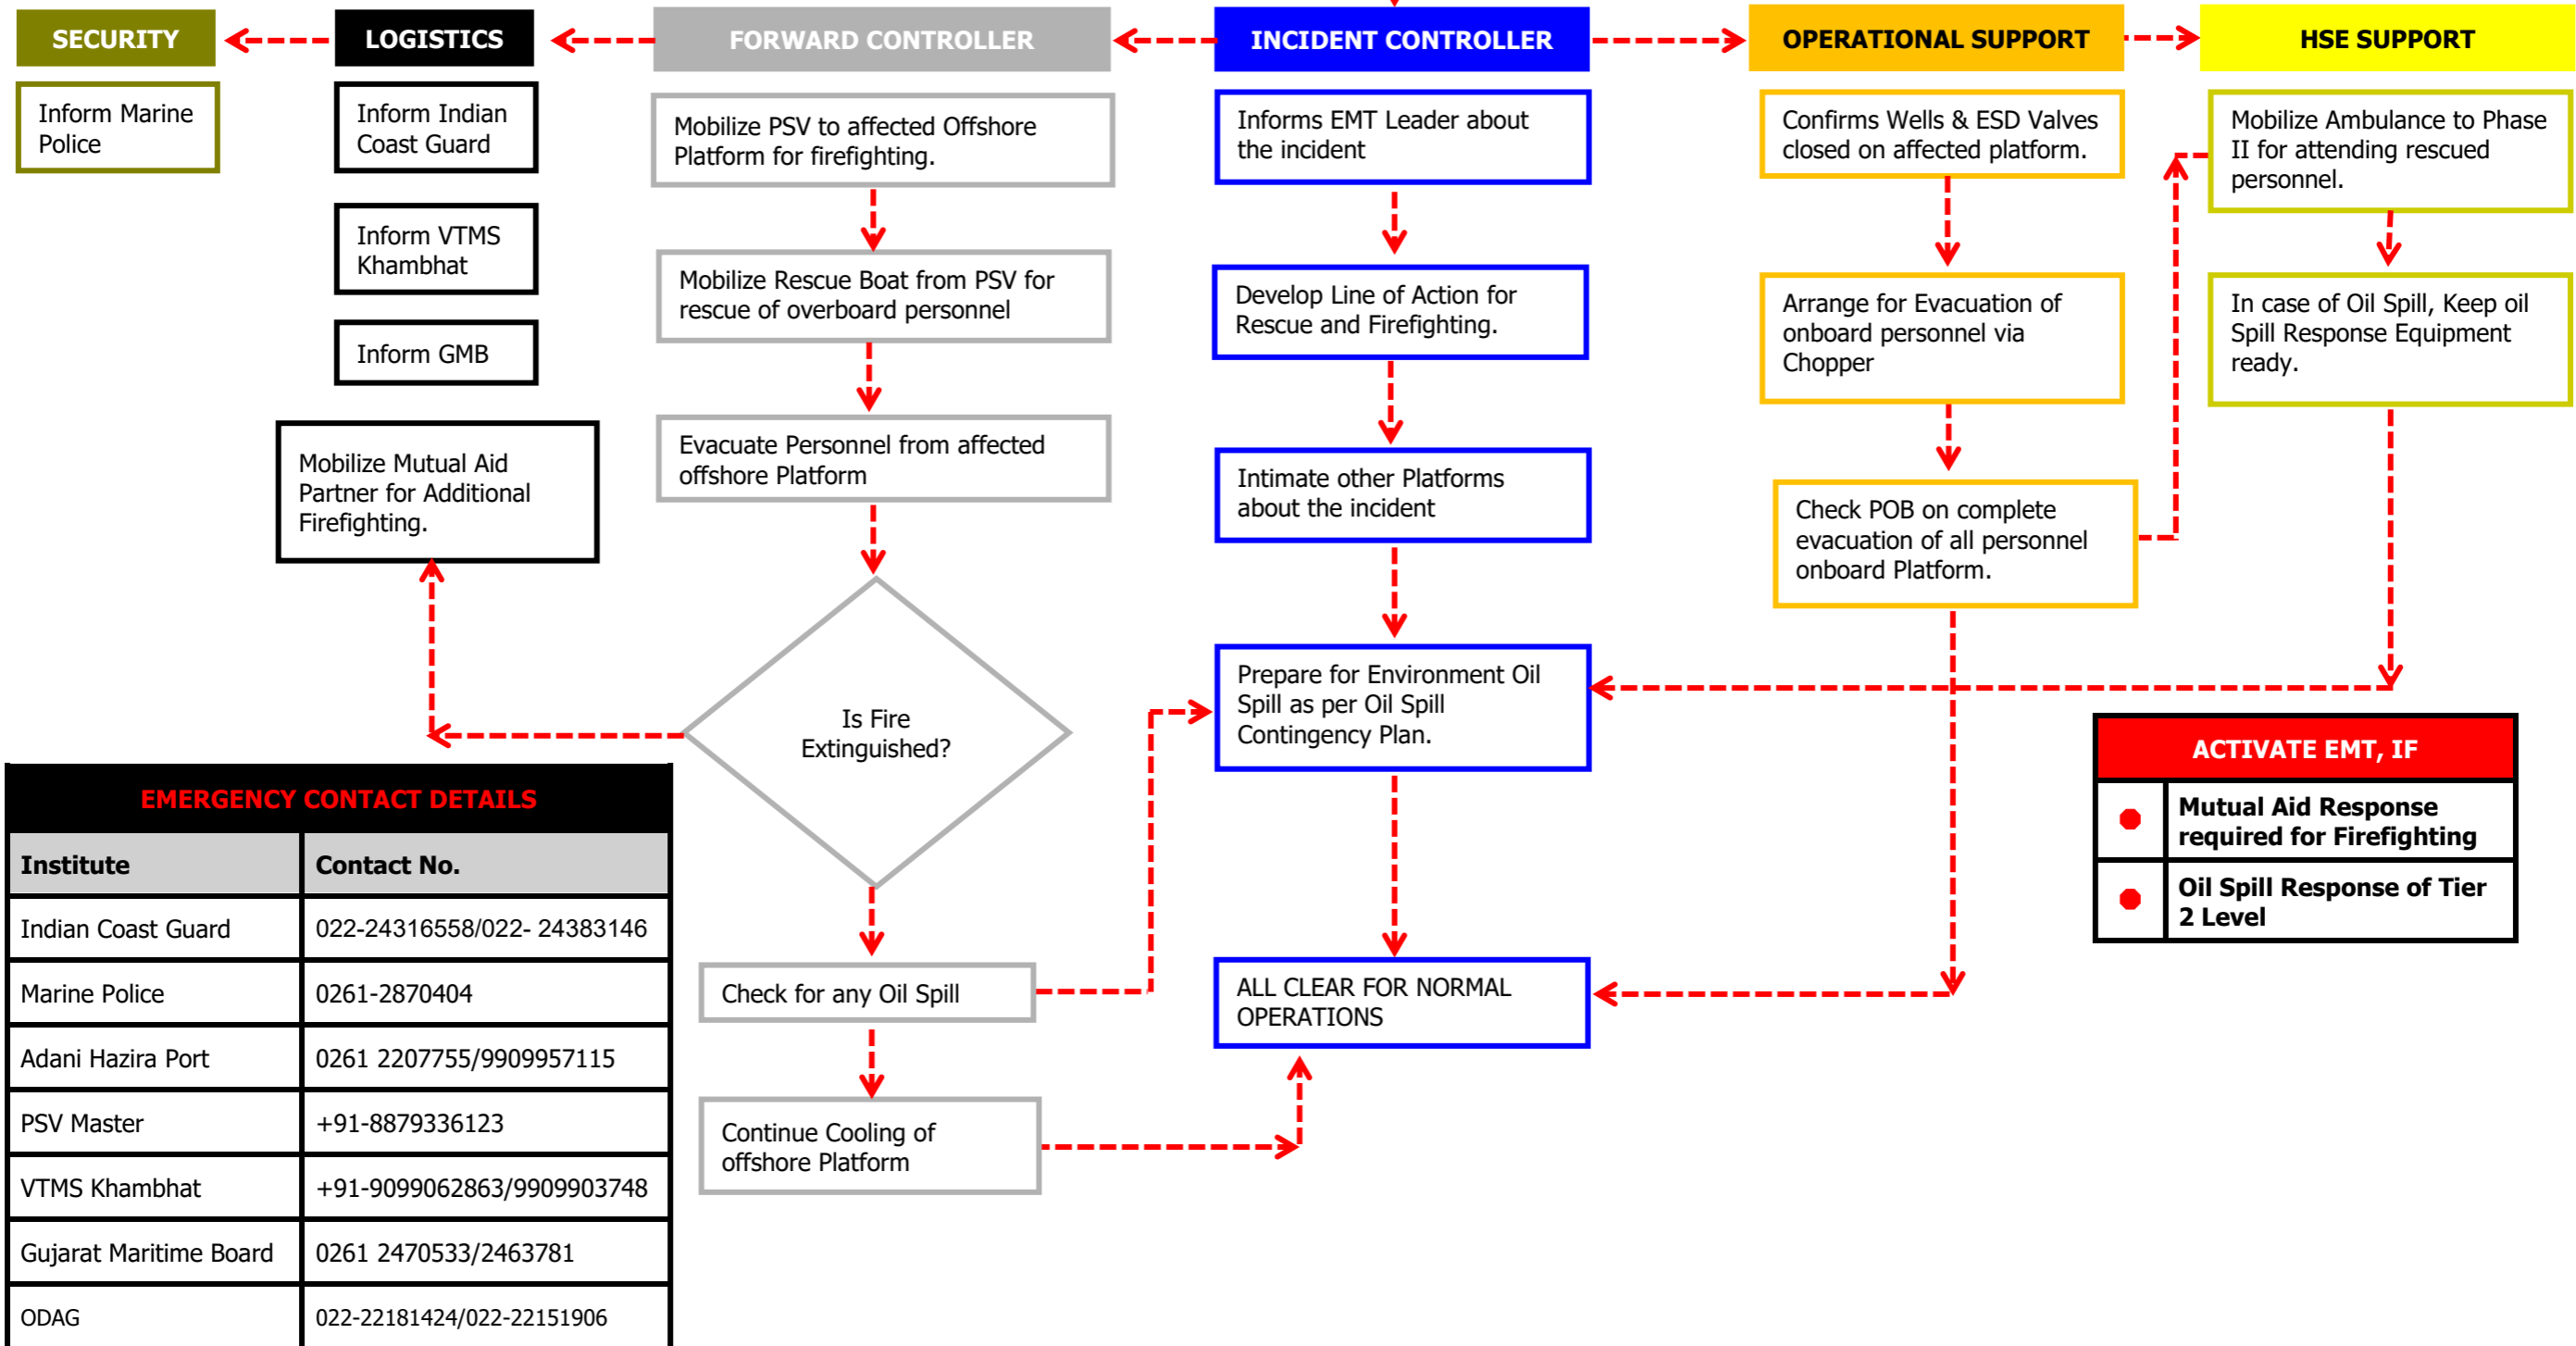 SECURITY
LOGISTICS
FORWARD CONTROLLER
INCIDENT CONTROLLER
OPERATIONAL SUPPORT
HSE SUPPORT
Inform Marine
Police
Inform Indian
Coast Guard
Inform VTMS
Khambhat
Inform GMB
Mobilize Mutual Aid
Partner for Additional
Firefighting.
Mobilize PSV to affected Offshore
Platform for firefighting.
Mobilize Rescue Boat from PSV for
rescue of overboard personnel
Evacuate Personnel from affected
offshore Platform
Is Fire
Extinguished?
Check for any Oil Spill
Continue Cooling of
offshore Platform
Informs EMT Leader about
the incident
Develop Line of Action for
Rescue and Firefighting.
Intimate other Platforms
about the incident
Prepare for Environment Oil
Spill as per Oil Spill
Contingency Plan.
ALL CLEAR FOR NORMAL
OPERATIONS
Confirms Wells & ESD Valves
closed on affected platform.
Arrange for Evacuation of
onboard personnel via
Chopper
Check POB on complete
evacuation of all personnel
onboard Platform.
Mobilize Ambulance to Phase
II for attending rescued
personnel.
In case of Oil Spill, Keep oil
Spill Response Equipment
ready.
ACTIVATE EMT, IF
Mutual Aid Response
required for Firefighting
Oil Spill Response of Tier
2 Level
EMERGENCY CONTACT DETAILS
Institute Contact No.
Indian Coast Guard 022-24316558/022- 24383146
Marine Police 0261-2870404
Adani Hazira Port 0261 2207755/9909957115
PSV Master +91-8879336123
VTMS Khambhat +91-9099062863/9909903748
Gujarat Maritime Board 0261 2470533/2463781
ODAG 022-22181424/022-22151906